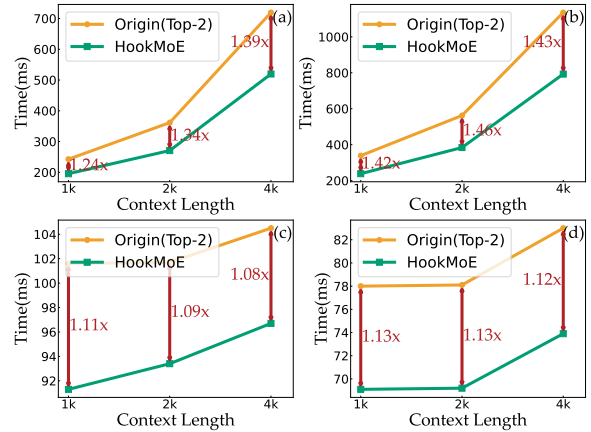 (a)
Origin(Top-2)
HookMoE
700
600
500
400
300
200
Time(ms)
1.24x
1.34x
1.39x
1k 2k 4k
Context Length
(b)
Origin(Top-2)
HookMoE
1000
800
600
400
200
Time(ms)
1.42x
1.46x
1.43x
1k 2k 4k
Context Length
(c)
Origin(Top-2)
HookMoE
104
102
100
98
96
94
92
Time(ms)
1.11x
1.09x
1.08x
1k 2k 4k
Context Length
(d)
Origin(Top-2)
HookMoE
82
80
78
76
74
72
70
Time(ms)
1.13x
1.13x
1.12x
1k 2k 4k
Context Length